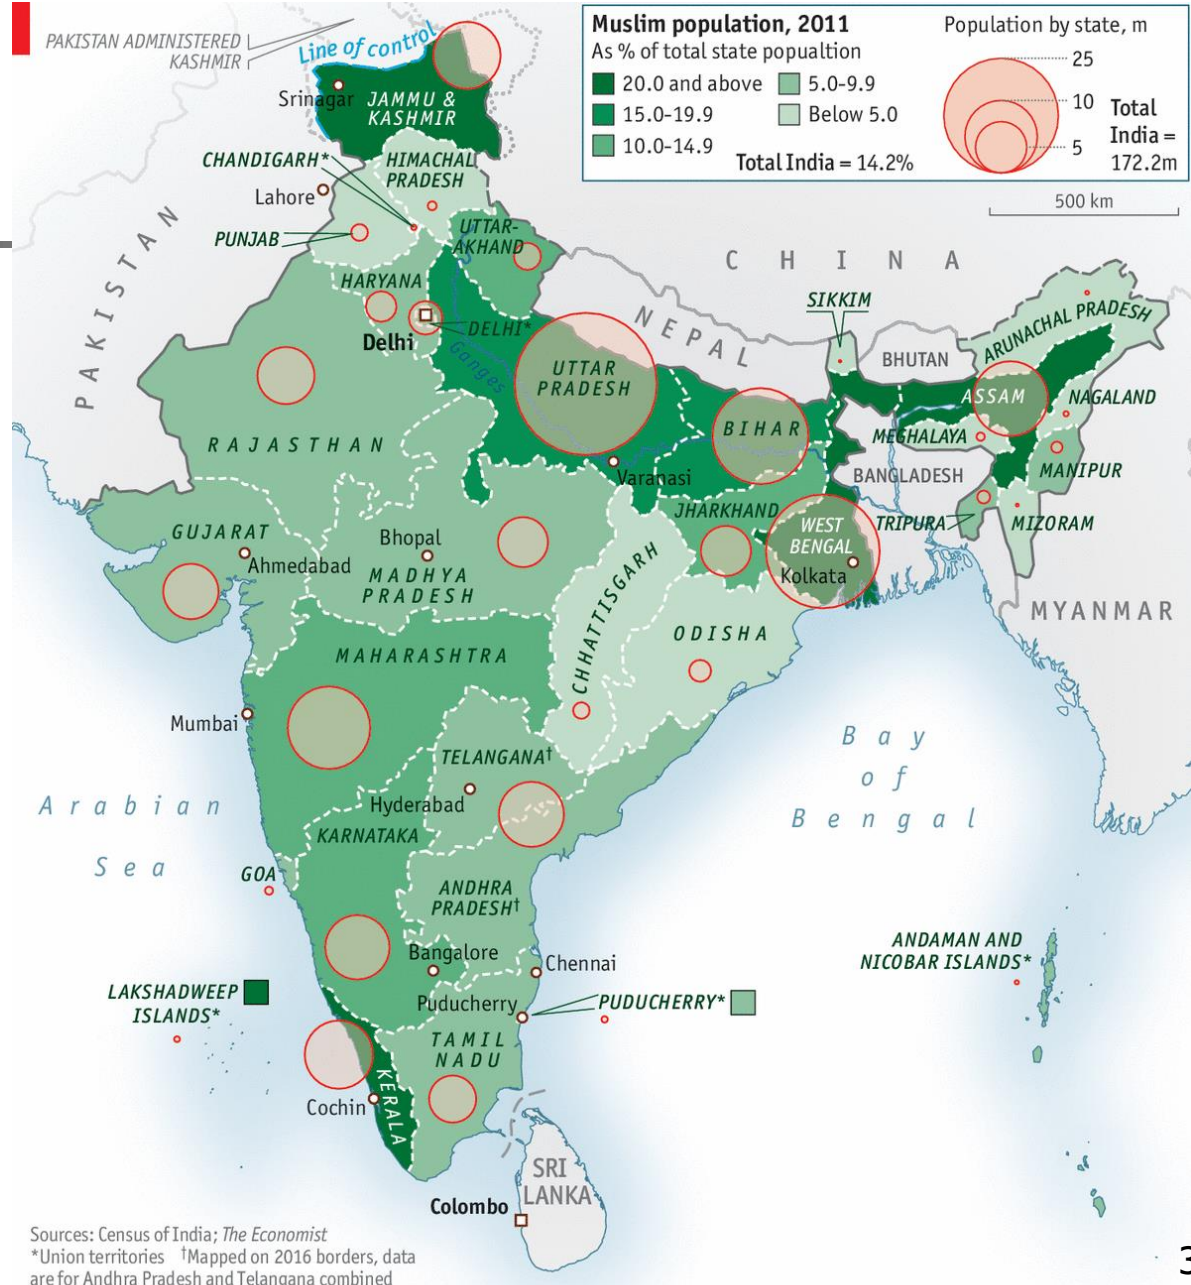 PAKISTAN ADMINISTERED
KASHMIR
Line of control
Muslim population, 2011
As % of total state popualtion
20.0 and above
15.0-19.9
10.0-14.9
5.0-9.9
Below 5.0
Total India = 14.2%
Population by state, m
25
10
5
Total
India =
172.2m
500 km
Srinagar
JAMMU &
KASHMIR
CHANDIGARH*
HIMACHAL
PRADESH
Lahore
PUNJAB
UTTAR-
AKHAND
PAKISTAN
HARYANA
DELHI*
Delhi
Ganges
CHINA
NEPAL
SIKKIM
BHUTAN
ARUNACHAL PRADESH
UTTAR
PRADESH
ASSAM
NAGALAND
RAJASTHAN
BIHAR
MEGHALAYA
Varanasi
BANGLADESH
MANIPUR
JHARKHAND
GUJARAT
Ahmedabad
Bhopal
MADHYA
PRADESH
WEST
BENGAL
Kolkata
TRIPURA
MIZORAM
CHHATTISGARH
MYANMAR
ODISHA
MAHARASHTRA
Mumbai
TELANGANA†
Hyderabad
Bay
of
Bengal
Arabian
Sea
KARNATAKA
GOA
ANDHRA
PRADESH†
Bangalore
Chennai
ANDAMAN AND
NICOBAR ISLANDS*
LAKSHADWEEP
ISLANDS*
Puducherry
PUDUCHERRY*
TAMIL
NADU
KERALA
Cochin
SRI
LANKA
Colombo
Sources: Census of India; The Economist
*Union territories †Mapped on 2016 borders, data
are for Andhra Pradesh and Telangana combined
3